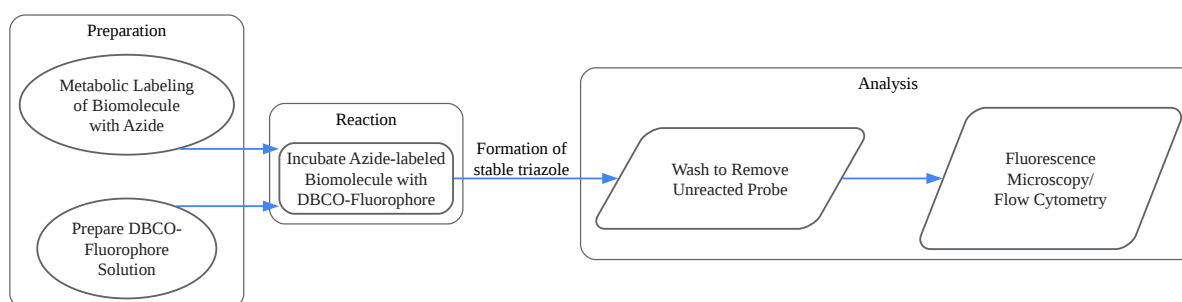 Preparation
Metabolic Labeling
of Biomolecule
with Azide
Prepare DBCO-
Fluorophore
Solution
Reaction
Incubate Azide-labeled
Biomolecule with
DBCO-Fluorophore
Formation of
stable triazole
Analysis
Wash to Remove
Unreacted Probe
Fluorescence
Microscopy/
Flow Cytometry